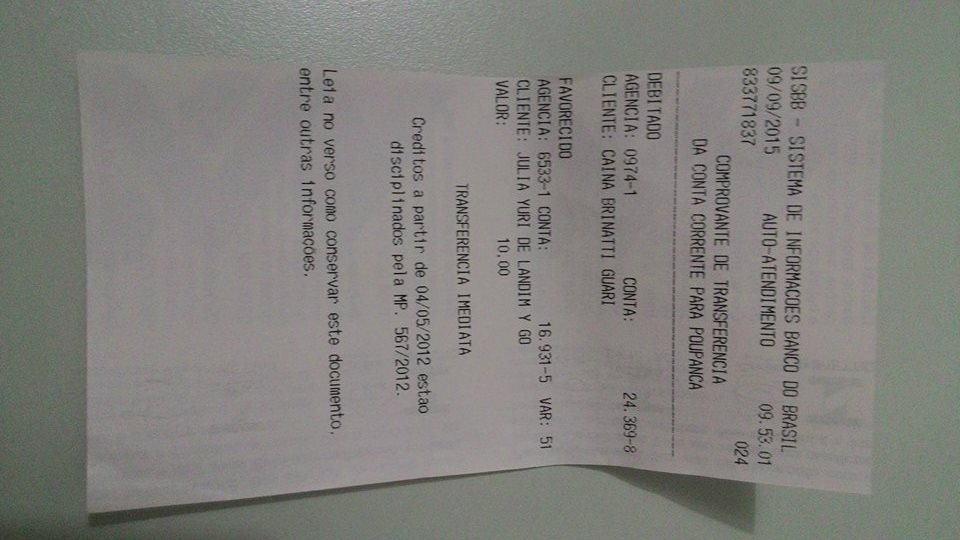 SISBB - SISTEMA DE INFORMACOES BANCO DO BRASIL
09/09/2015 AUTO-ATENDIMENTO 09.53.01
833771837 024
COMPROVANTE DE TRANSFERENCIA
DA CONTA CORRENTE PARA POUPANCA
------------------------------------------------
DEBITADO
AGENCIA: 0974-1 CONTA: 24.369-8
CLIENTE: CAINA BRINATTI GUARI
FAVORECIDO
AGENCIA: 6533-1 CONTA: 16.931-5 VAR: 51
CLIENTE: JULIA YURI DE LANDIM Y GO
VALOR: 10,00
TRANSFERENCIA IMEDIATA
Creditos a partir de 04/05/2012 estao
disciplinados pela MP. 567/2012.
Leia no verso como conservar este documento,
entre outras informações.